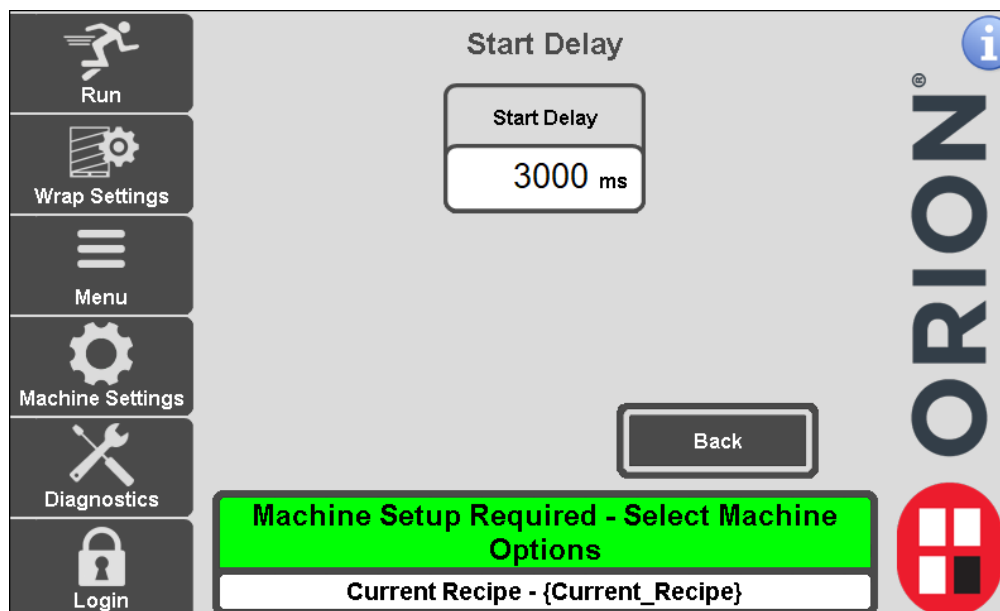 Start Delay
Start Delay
3000 ms
Run
Wrap Settings
Menu
Machine Settings
Diagnostics
Login
Back
Machine Setup Required - Select Machine
Options
Current Recipe - {Current_Recipe}
i
ORION®